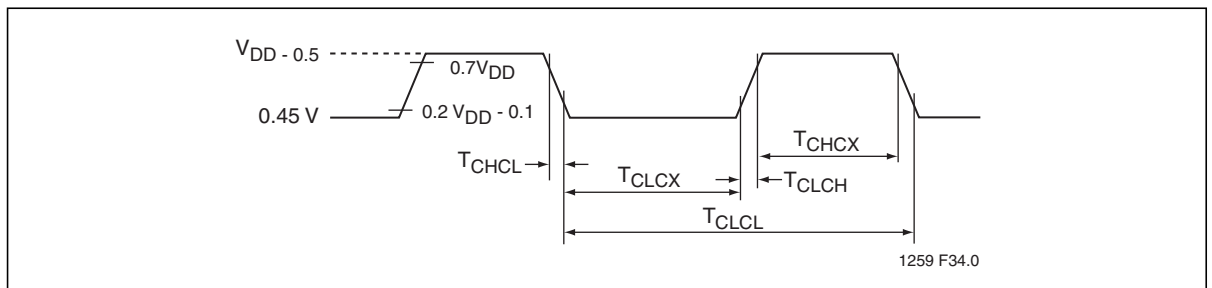 VDD - 0.5
0.7VDD
0.45 V
0.2 VDD - 0.1
TCHCL
TCLCX
TCHCX
TCLCH
TCLCL
1259 F34.0